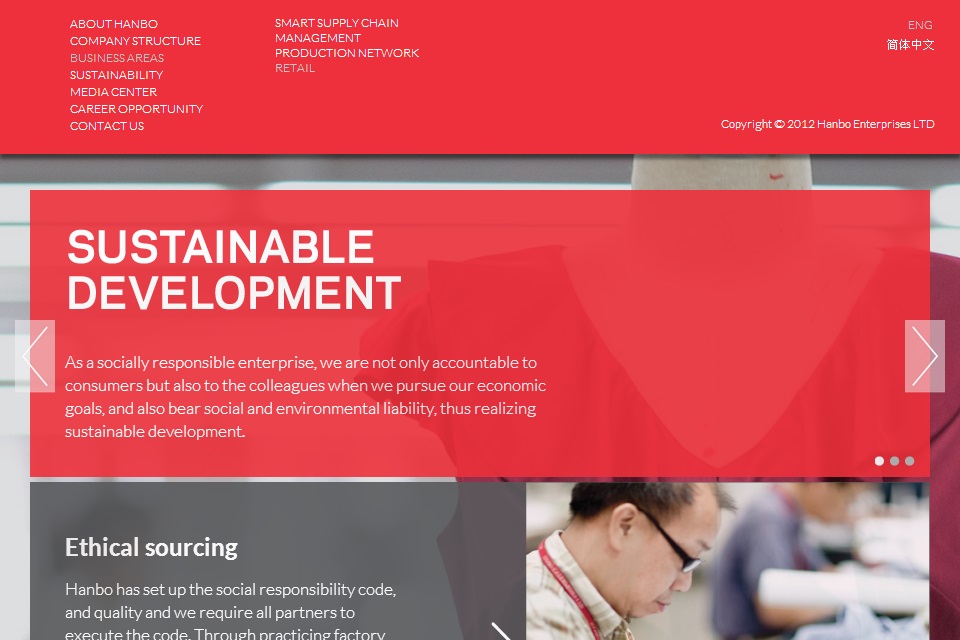 ABOUT HANBO
COMPANY STRUCTURE
BUSINESS AREAS
SUSTAINABILITY
MEDIA CENTER
CAREER OPPORTUNITY
CONTACT US
SMART SUPPLY CHAIN
MANAGEMENT
PRODUCTION NETWORK
RETAIL
ENG
简体中文
Copyright © 2012 Hanbo Enterprises LTD
SUSTAINABLE
DEVELOPMENT
As a socially responsible enterprise, we are not only accountable to
consumers but also to the colleagues when we pursue our economic
goals, and also bear social and environmental liability, thus realizing
sustainable development.
Ethical sourcing
Hanbo has set up the social responsibility code,
and quality and we require all partners to
execute the code. Through practicing factory